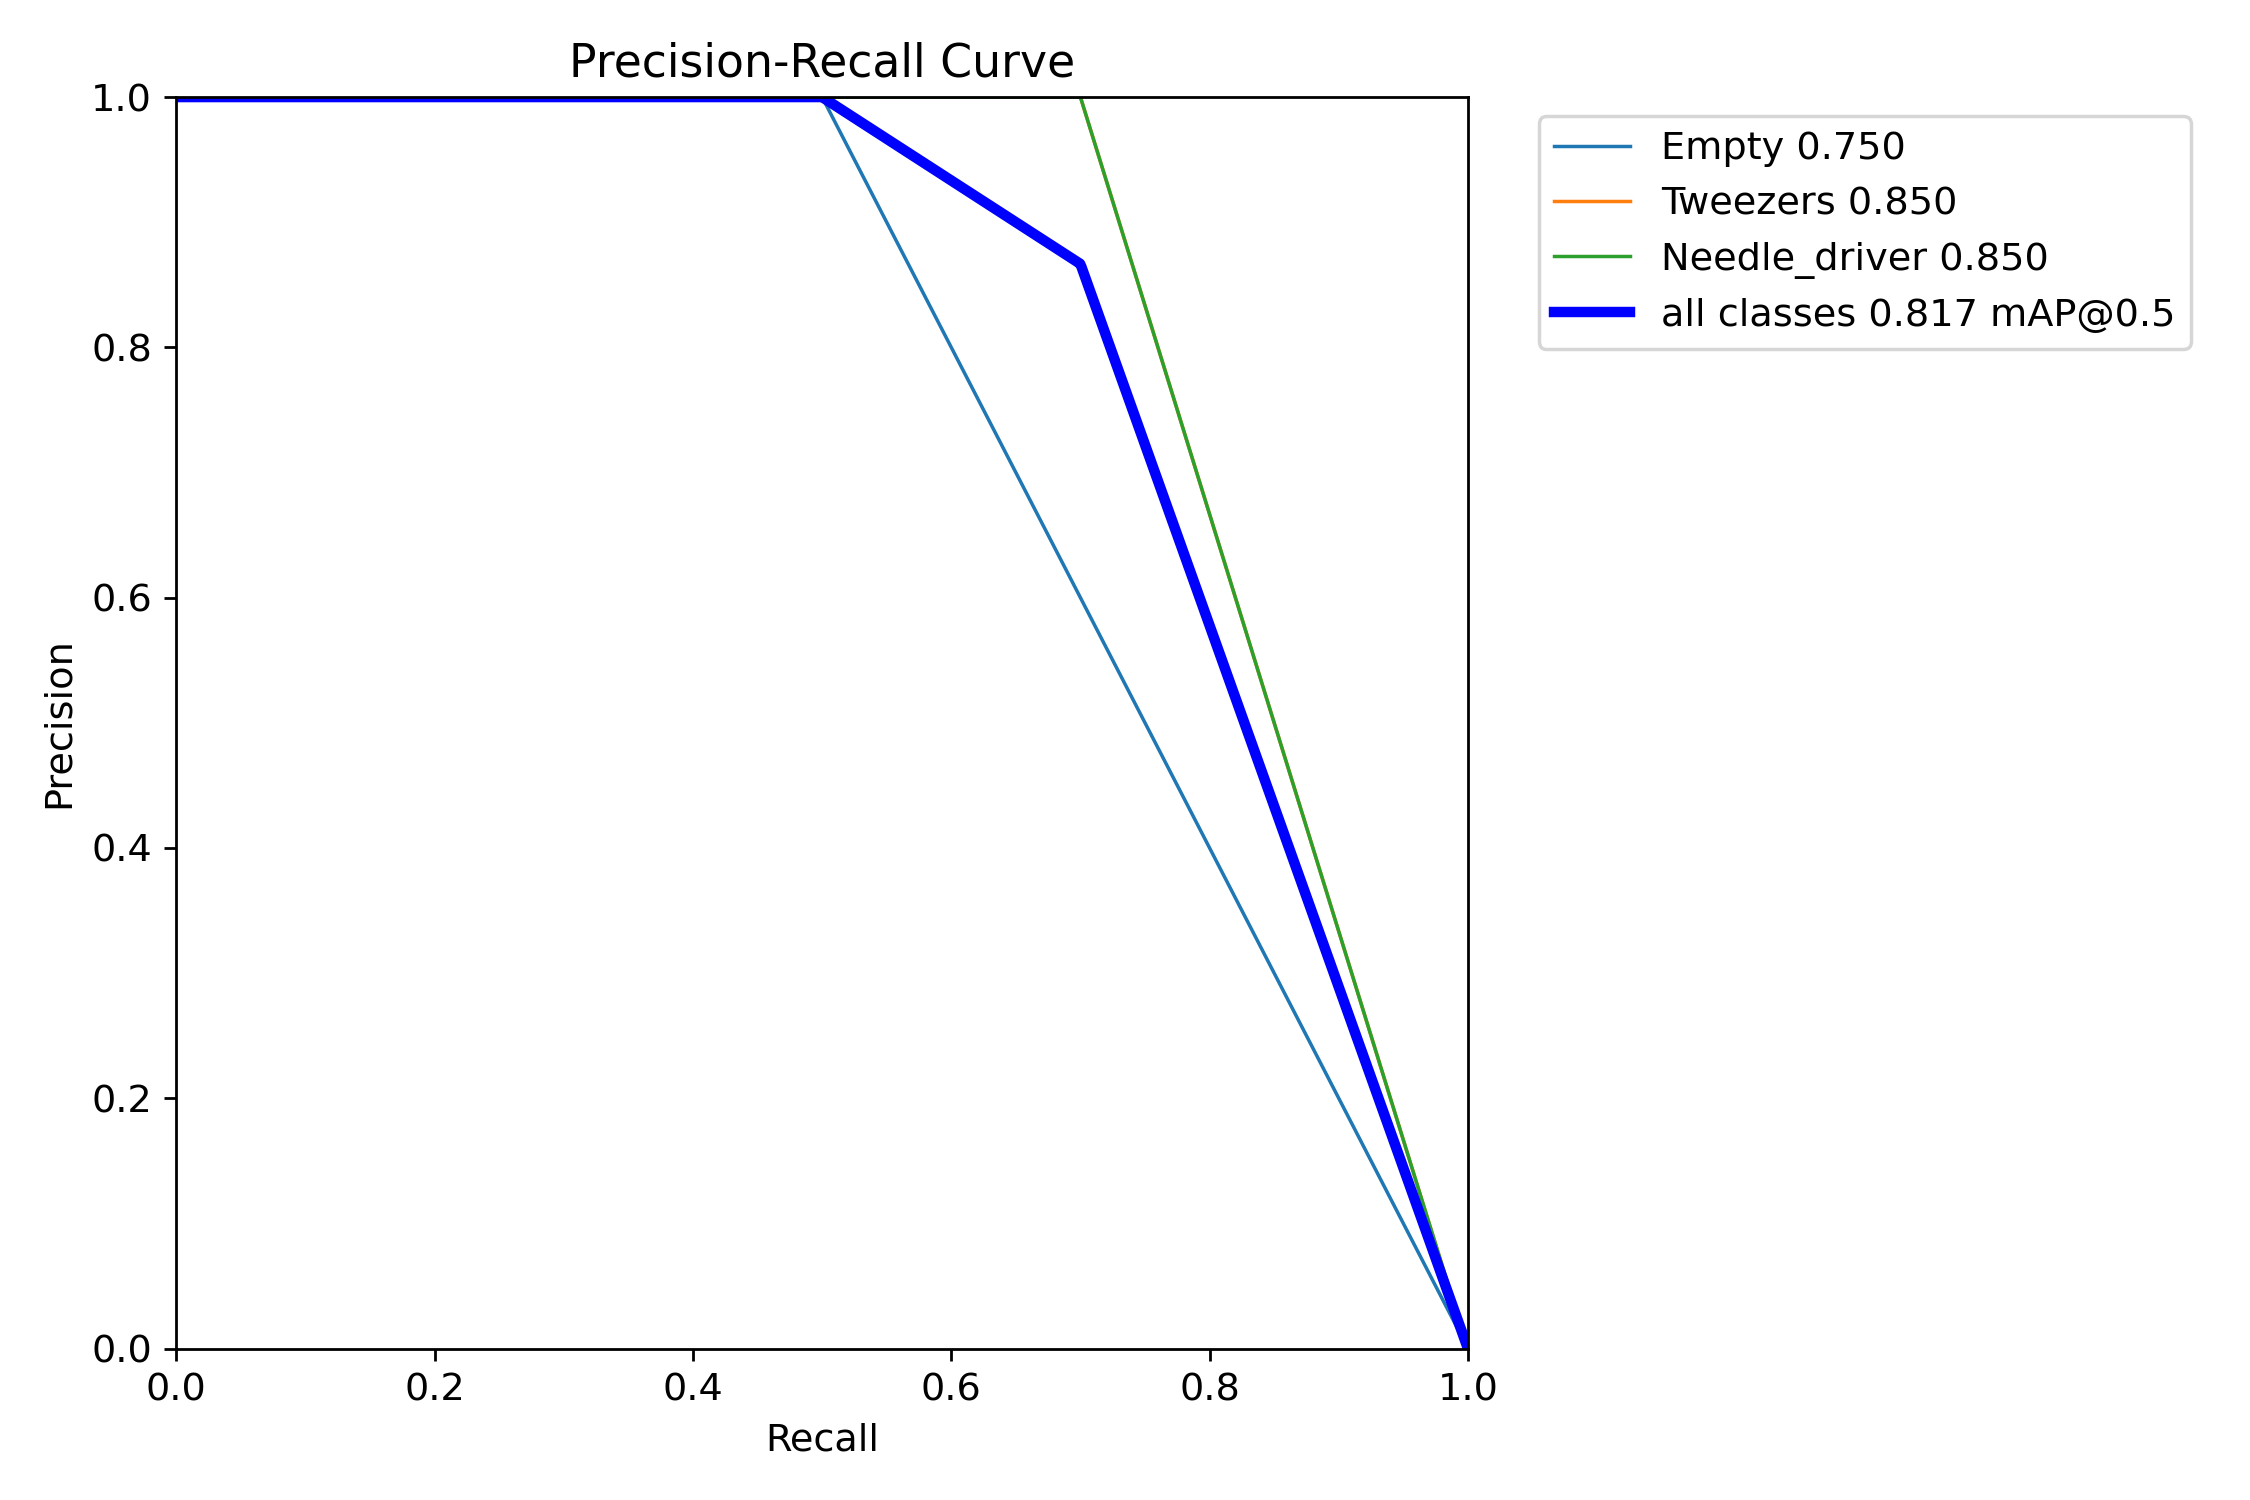 Precision-Recall Curve
1.0
0.8
0.6
0.4
0.2
0.0
Precision
0.0 0.2 0.4 0.6 0.8 1.0
Recall
Empty 0.750
Tweezers 0.850
Needle_driver 0.850
all classes 0.817 mAP@0.5